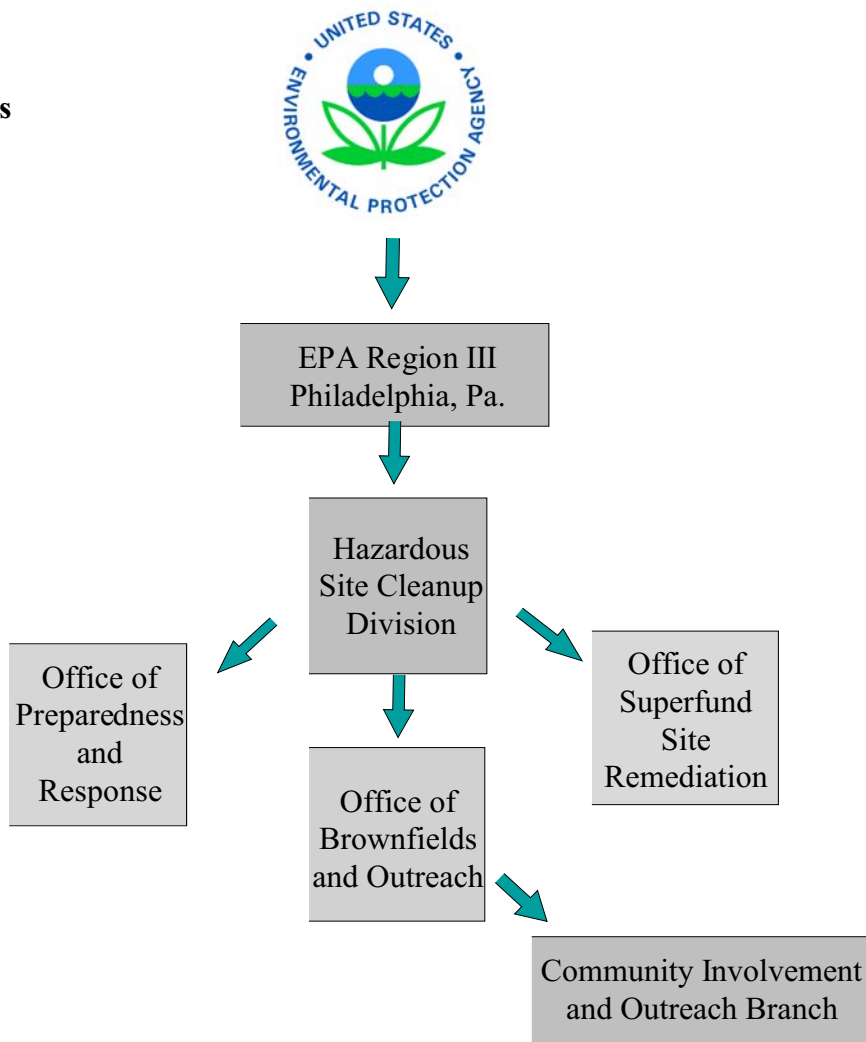 s
UNITED STATES
ENVIRONMENTAL PROTECTION AGENCY
EPA Region III
Philadelphia, Pa.
Hazardous
Site Cleanup
Division
Office of
Preparedness
and
Response
Office of
Brownfields
and Outreach
Office of
Superfund
Site
Remediation
Community Involvement
and Outreach Branch